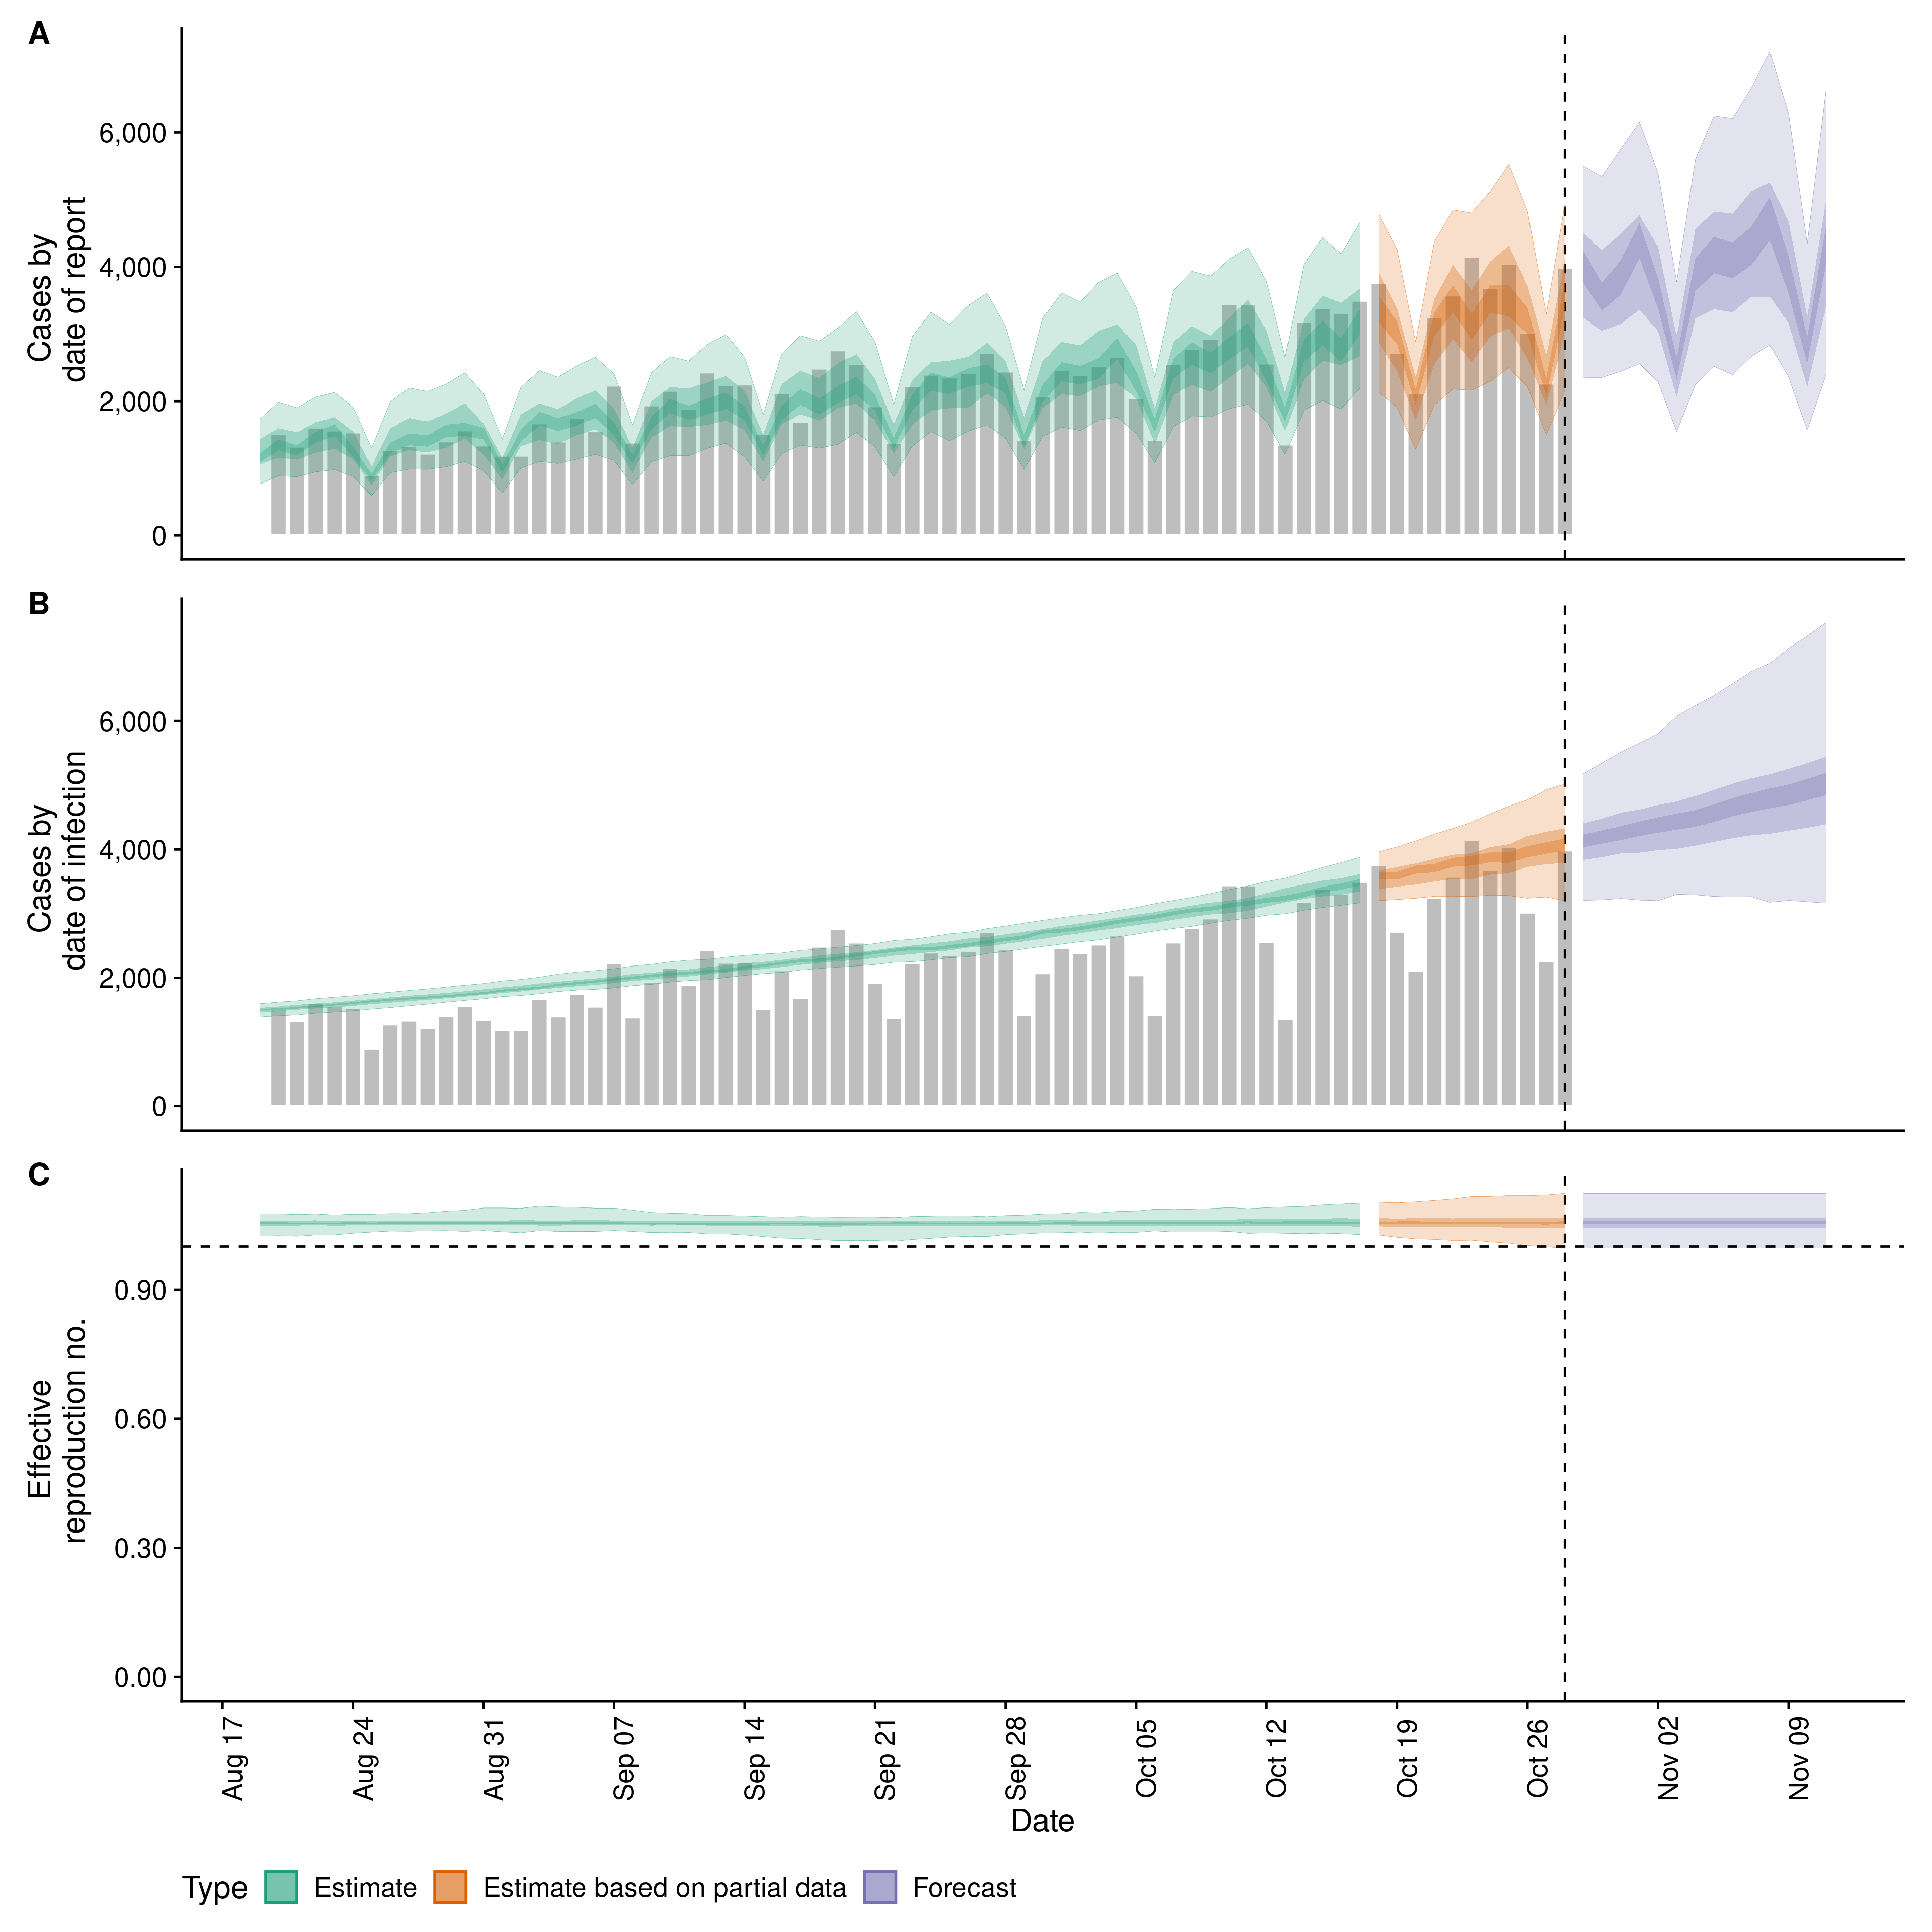 A
6,000
4,000
2,000
0
Cases by
date of report
B
6,000
4,000
2,000
0
Cases by
date of infection
C
0.90
0.60
0.30
0.00
Effective
reproduction no.
Aug 17
Aug 24
Aug 31
Sep 07
Sep 14
Sep 21
Sep 28
Oct 05
Oct 12
Oct 19
Oct 26
Nov 02
Nov 09
Date
Type Estimate Estimate based on partial data Forecast